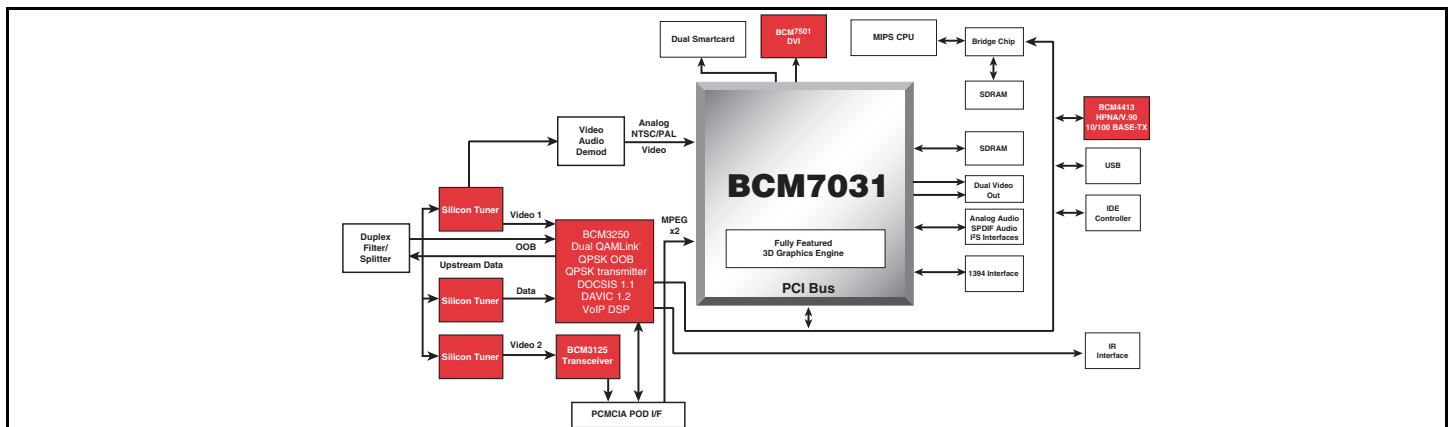 Dual Smartcard
BCM7501
DVI
MIPS CPU
Bridge Chip
SDRAM
BCM4413
HPNA/V.90
10/100 BASE-TX
Video
Audio
Demod
Analog
NTSC/PAL
Video
BCM7031
Fully Featured
3D Graphics Engine
PCI Bus
SDRAM
Dual Video
Out
Analog Audio
SPDIF Audio
I²S Interfaces
1394 Interface
USB
IDE
Controller
IR
Interface
Silicon Tuner
Video 1
Duplex
Filter/
Splitter
OOB
Upstream Data
BCM3250
Dual QAMLink
QPSK OOB
QPSK transmitter
DOCSIS 1.1
DAVIC 1.2
VoIP DSP
MPEG
x2
Silicon Tuner
Data
Silicon Tuner
Video 2
BCM3125
Transceiver
PCMCIA POD I/F